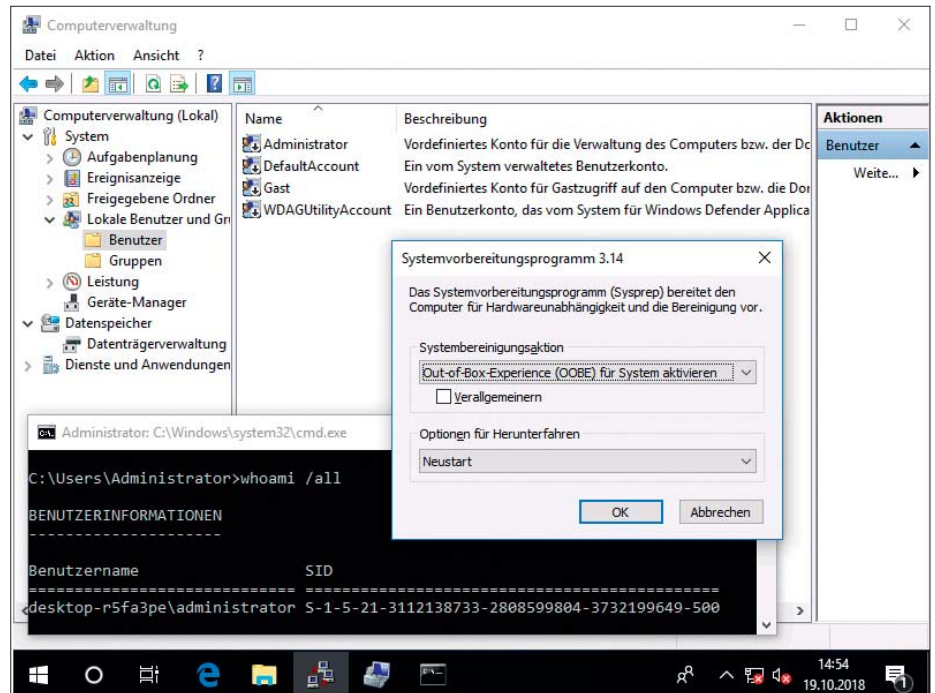 Computerverwaltung
Datei Aktion Ansicht ?
Computerverwaltung (Lokal)
System
Aufgabenplanung
Ereignisanzeige
Freigegebene Ordner
Lokale Benutzer und Gru
Benutzer
Gruppen
Leistung
Geräte-Manager
Datenspeicher
Datenträgerverwaltung
Dienste und Anwendungen
Name Beschreibung
Administrator Vordefiniertes Konto für die Verwaltung des Computers bzw. der Dc
DefaultAccount Ein vom System verwaltetes Benutzerkonto.
Gast Vordefiniertes Konto für Gastzugriff auf den Computer bzw. die Dor
WDAGUtilityAccount Ein Benutzerkonto, das vom System für Windows Defender Applica
Aktionen
Benutzer
Weite...
Systemvorbereitungsprogramm 3.14
Das Systemvorbereitungsprogramm (Sysprep) bereitet den
Computer für Hardwareunabhängigkeit und die Bereinigung vor.
Systembereinigungsaktion
Out-of-Box-Experience (OOBE) für System aktivieren
Verallgemeinern
Optionen für Herunterfahren
Neustart
OK Abbrechen
Administrator: C:\Windows\system32\cmd.exe
C:\Users\Administrator>whoami /all
BENUTZERINFORMATIONEN
---------------------
Benutzername SID
============================= =============================================
desktop-r5fa3pe\administrator S-1-5-21-3112138733-2808599804-3732199649-500
14:54
19.10.2018
1